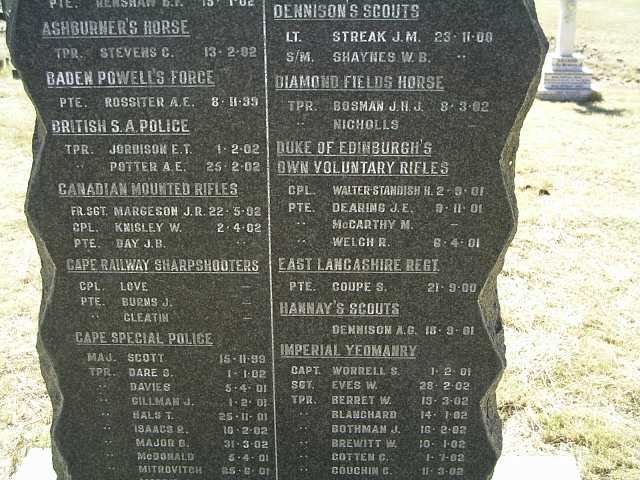 PTE. RENSHAW B.F. 15·1·02
ASHBURNER'S HORSE
TPR. STEVENS C. 13·2·02
BADEN POWELL'S FORCE
PTE. ROSSITER A.E. 8·11·99
BRITISH S.A. POLICE
TPR. JORDISON E.T. 1·2·02
" POTTER A.E. 25·2·02
CANADIAN MOUNTED RIFLES
FR.SGT. MARGESON J.R. 22·5·02
CPL. KNISLEY W. 2·4·02
PTE. DAY J.B. "
CAPE RAILWAY SHARPSHOOTERS
CPL. LOVE —
PTE. BURNS J. —
" CLEATIN —
CAPE SPECIAL POLICE
MAJ. SCOTT 15·11·99
TPR. DARE S. 1·1·02
" DAVIES 5·4·01
" GILLMAN J. 1·2·01
" HALS T. 25·11·01
" ISAACS R. 18·2·02
" MAJOR G. 31·3·02
" McDONALD 5·4·01
" MITROVITCH 25·6·01
DENNISON'S SCOUTS
LT. STREAK J.M. 23·11·00
S/M. SHAYNES W.B. "
DIAMOND FIELDS HORSE
TPR. BOSMAN J.H.J. 8·3·02
NICHOLLS —
DUKE OF EDINBURGH'S
OWN VOLUNTARY RIFLES
CPL. WALTER-STANDISH H. 2·9·01
PTE. DEARING J.E. 9·11·01
" McCARTHY M. —
" WELCH R. 6·4·01
EAST LANCASHIRE REGT.
PTE. COUPE S. 21·9·00
HANNAY'S SCOUTS
DENNISON A.G. 18·9·01
IMPERIAL YEOMANRY
CAPT. WORRELL S. 1·2·01
SGT. EVES W. 28·2·02
TPR. BERRET W. 13·3·02
" BLANCHARD 14·1·02
" BOTHMAN J. 16·2·02
" BREWITT W. 10·1·02
" COTTEN C. 1·7·02
" COUCHIN C. 11·3·02